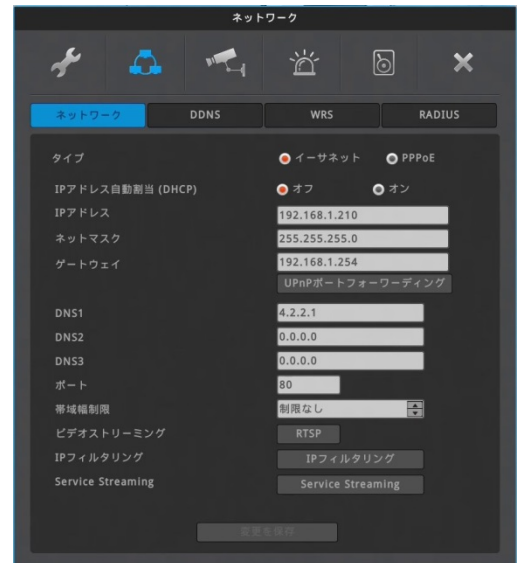 ネットワーク
ネットワーク DDNS WRS RADIUS
タイプ イーサネット PPPoE
IPアドレス自動割当 (DHCP) オフ オン
IPアドレス 192.168.1.210
ネットマスク 255.255.255.0
ゲートウェイ 192.168.1.254
UPnPポートフォーワーディング
DNS1 4.2.2.1
DNS2 0.0.0.0
DNS3 0.0.0.0
ポート 80
帯域幅制限 制限なし
ビデオストリーミング RTSP
IPフィルタリング IPフィルタリング
Service Streaming Service Streaming
変更を保存